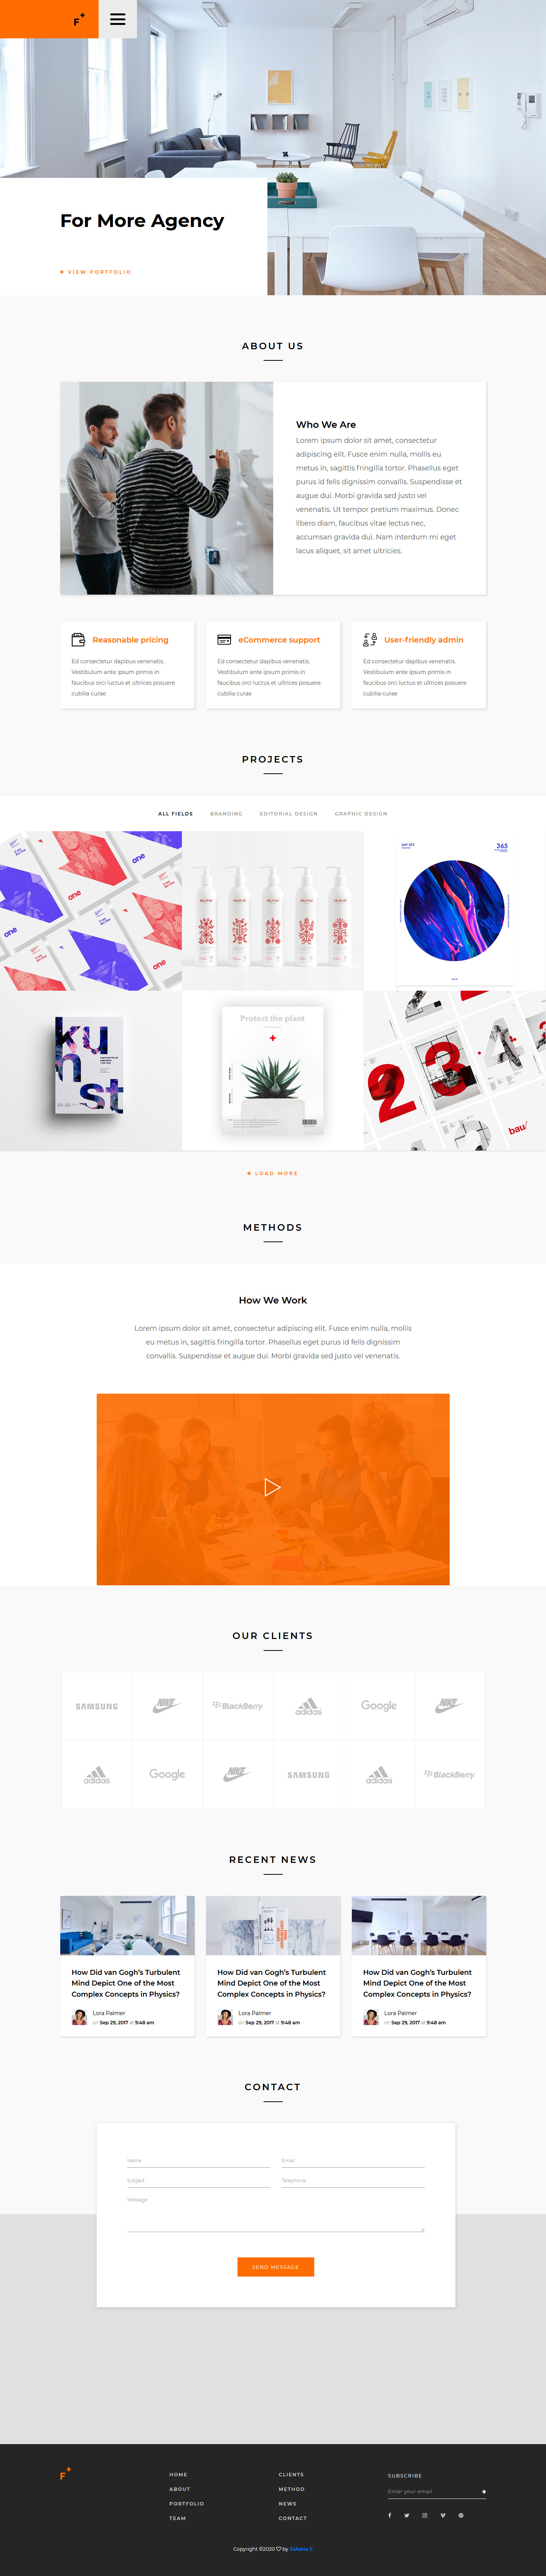 F+
For More Agency
+ VIEW PORTFOLIO
ABOUT US
Who We Are
Lorem ipsum dolor sit amet, consectetur
adipiscing elit. Fusce enim nulla, mollis eu
metus in, sagittis fringilla tortor. Phasellus eget
purus id felis dignissim convallis. Suspendisse et
augue dui. Morbi gravida sed justo vel
venenatis. Ut tempor pretium maximus. Donec
libero diam, faucibus vitae lectus nec,
accumsan gravida dui. Nam interdum mi eget
lacus aliquet, sit amet ultricies.
Reasonable pricing
Ed consectetur dapibus venenatis.
Vestibulum ante ipsum primis in
faucibus orci luctus et ultrices posuere
cubilia curae
eCommerce support
Ed consectetur dapibus venenatis.
Vestibulum ante ipsum primis in
faucibus orci luctus et ultrices posuere
cubilia curae
User-friendly admin
Ed consectetur dapibus venenatis.
Vestibulum ante ipsum primis in
faucibus orci luctus et ultrices posuere
cubilia curae
PROJECTS
ALL FIELDS BRANDING EDITORIAL DESIGN GRAPHIC DESIGN
one
one
one
one
365
kunst
Protect the plant
2 3 4
bau
+ LOAD MORE
METHODS
How We Work
Lorem ipsum dolor sit amet, consectetur adipiscing elit. Fusce enim nulla, mollis
eu metus in, sagittis fringilla tortor. Phasellus eget purus id felis dignissim
convallis. Suspendisse et augue dui. Morbi gravida sed justo vel venenatis.
OUR CLIENTS
SAMSUNG NIKE BlackBerry adidas Google NIKE
adidas Google NIKE SAMSUNG adidas BlackBerry
RECENT NEWS
How Did van Gogh's Turbulent
Mind Depict One of the Most
Complex Concepts in Physics?
Lora Palmer
on Sep 29, 2017 at 9:48 am
How Did van Gogh's Turbulent
Mind Depict One of the Most
Complex Concepts in Physics?
Lora Palmer
on Sep 29, 2017 at 9:48 am
How Did van Gogh's Turbulent
Mind Depict One of the Most
Complex Concepts in Physics?
Lora Palmer
on Sep 29, 2017 at 9:48 am
CONTACT
Name Email
Subject Telephone
Message
SEND MESSAGE
F+
HOME
ABOUT
PORTFOLIO
TEAM
CLIENTS
METHOD
NEWS
CONTACT
SUBSCRIBE
Enter your email +
Copyright ©2020 ♡ by Zakaria S